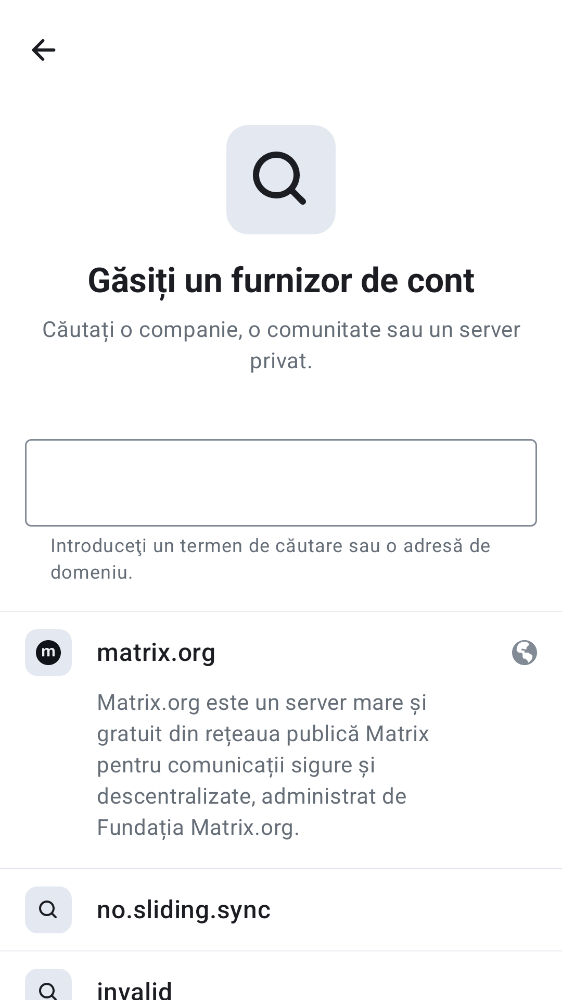 Găsiți un furnizor de cont
Căutați o companie, o comunitate sau un server
privat.
Introduceţi un termen de căutare sau o adresă de
domeniu.
m
matrix.org
Matrix.org este un server mare și
gratuit din rețeaua publică Matrix
pentru comunicații sigure și
descentralizate, administrat de
Fundația Matrix.org.
no.sliding.sync
invalid